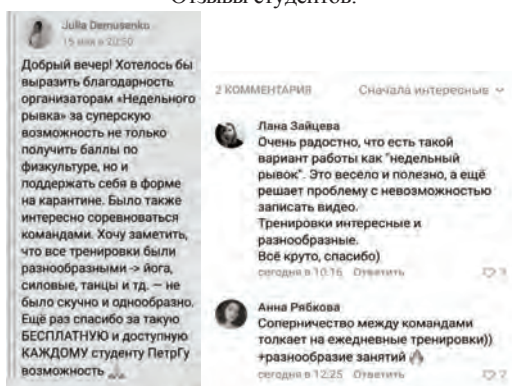 Отзывы студентов:
Julia Demusenko
15 мая в 20:50
Добрый вечер! Хотелось бы
выразить благодарность
организаторам «Недельного
рывка» за суперскую
возможность не только
получить баллы по
физкультуре, но и
поддержать себя в форме
на карантине. Было также
интересно соревноваться
командами. Хочу заметить,
что все тренировки были
разнообразными -> йога,
силовые, танцы и тд. — не
было скучно и однообразно.
Ещё раз спасибо за такую
БЕСПЛАТНУЮ и доступную
КАЖДОМУ студенту ПетрГу
возможность
2 КОММЕНТАРИЯ Сначала интересные
Лана Зайцева
Очень радостно, что есть такой
вариант работы как "недельный
рывок". Это весело и полезно, а ещё
решает проблему с невозможностью
записать видео.
Тренировки интересные и
разнообразные.
Всё круто, спасибо)
сегодня в 10:16 Ответить 3
Анна Рябкова
Соперничество между командами
толкает на ежедневные тренировки))
+разнообразие занятий
сегодня в 12:25 Ответить 2